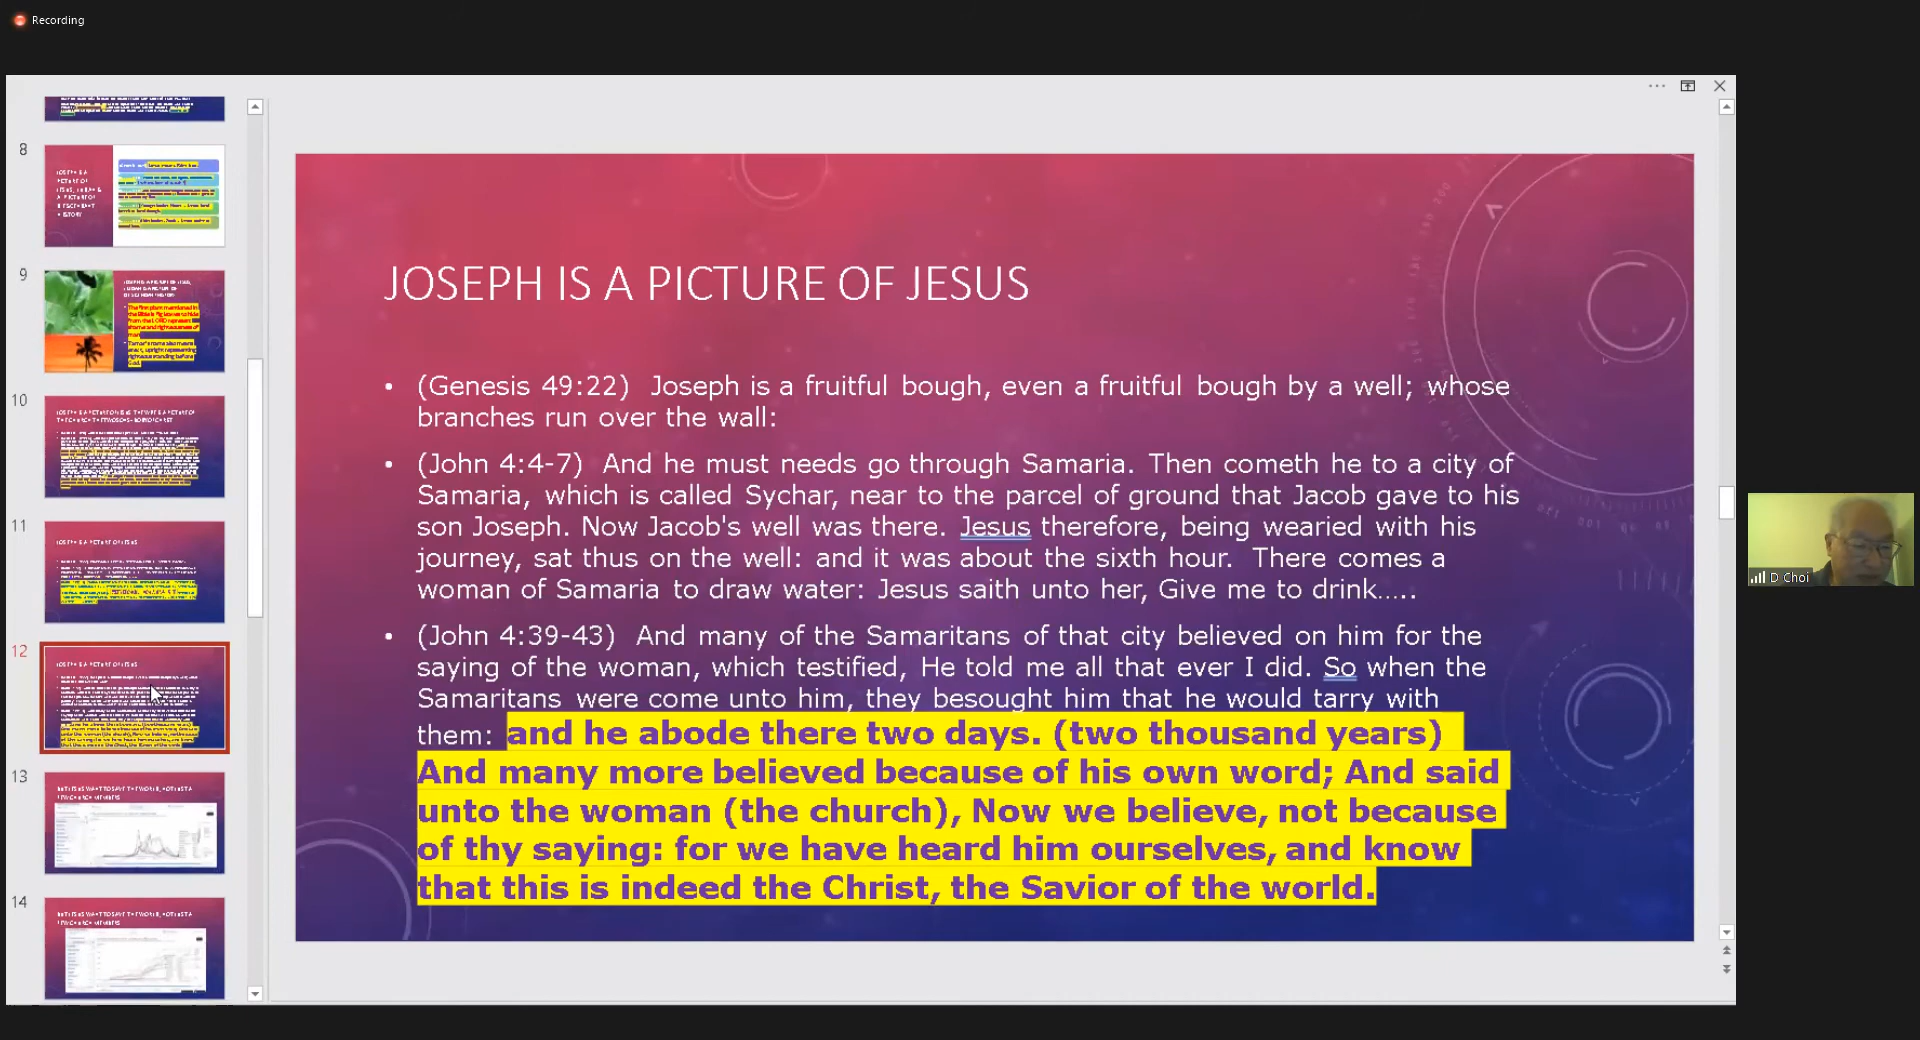 Recording
8
9
10
11
12
13
14
JOSEPH IS A PICTURE OF JESUS
• (Genesis 49:22) Joseph is a fruitful bough, even a fruitful bough by a well; whose
branches run over the wall:
• (John 4:4-7) And he must needs go through Samaria. Then cometh he to a city of
Samaria, which is called Sychar, near to the parcel of ground that Jacob gave to his
son Joseph. Now Jacob's well was there. Jesus therefore, being wearied with his
journey, sat thus on the well: and it was about the sixth hour. There comes a
woman of Samaria to draw water: Jesus saith unto her, Give me to drink…..
• (John 4:39-43) And many of the Samaritans of that city believed on him for the
saying of the woman, which testified, He told me all that ever I did. So when the
Samaritans were come unto him, they besought him that he would tarry with
them: and he abode there two days. (two thousand years)
And many more believed because of his own word; And said
unto the woman (the church), Now we believe, not because
of thy saying: for we have heard him ourselves, and know
that this is indeed the Christ, the Savior of the world.
D Choi